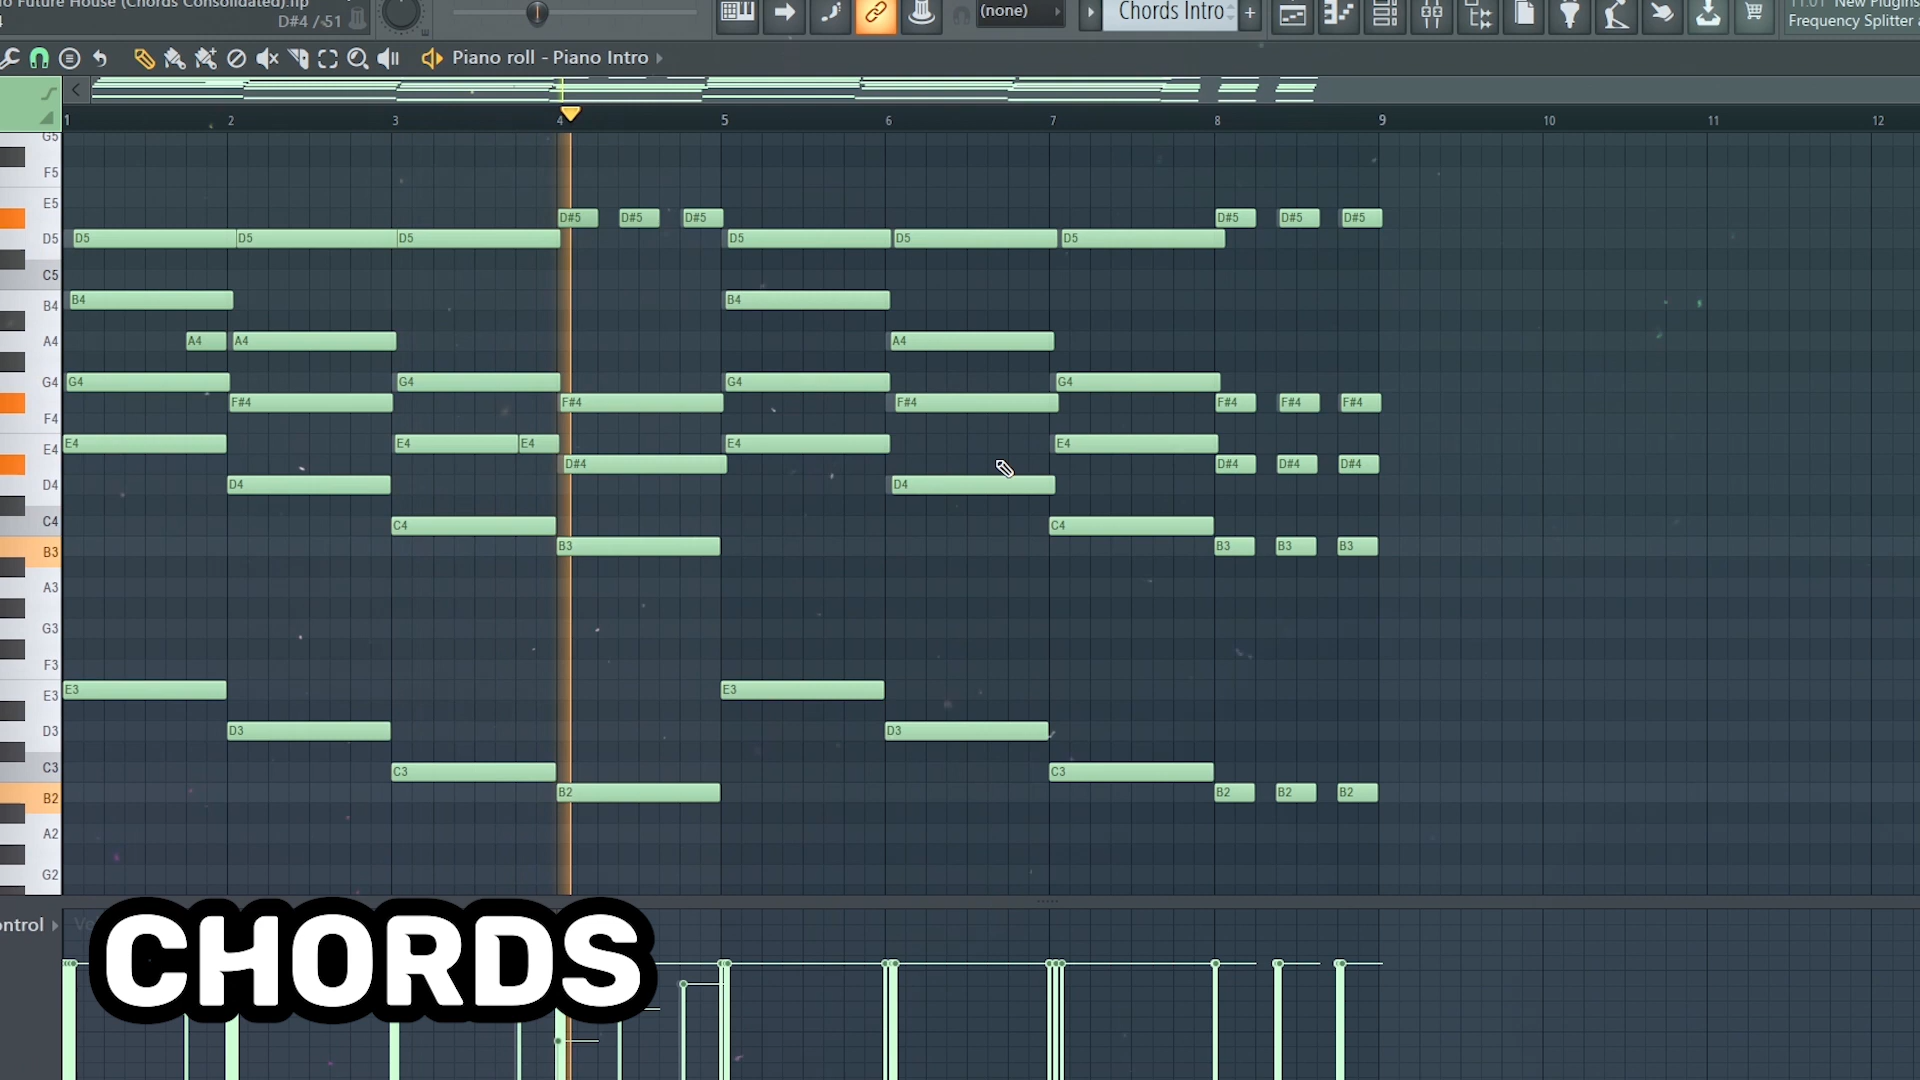 o Future House (Chords Consolidated).flp
D#4 / 51
(none)
Chords Intro
11.01 New Plugins
Frequency Splitter a
Piano roll - Piano Intro
1 2 3 4 5 6 7 8 9 10 11 12
G5
F5
E5
D#5 D#5 D#5 D#5 D#5 D#5
D5 D5 D5 D5 D5 D5 D5
C5
B4 B4 B4
A4 A4 A4 A4
G4 G4 G4 G4 G4
F#4 F#4 F#4 F#4 F#4 F#4
F4
E4 E4 E4 E4 E4 E4
D#4 D#4 D#4 D#4
D4 D4 D4
C4 C4 C4
B3 B3 B3 B3 B3
A3
G3
F3
E3 E3 E3
D3 D3 D3
C3 C3 C3
B2 B2 B2 B2 B2
A2
G2
ontrol
CHORDS